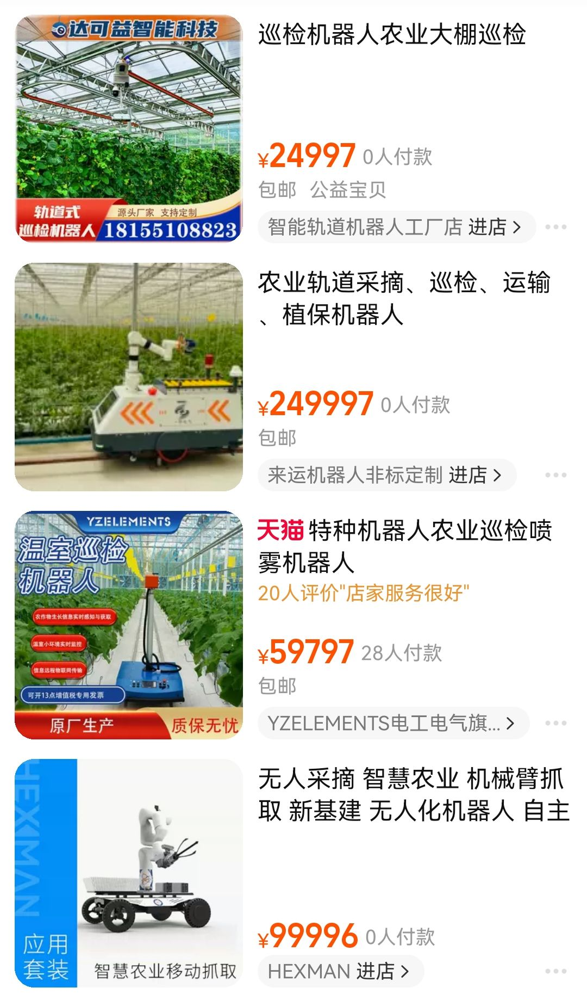 达可益智能科技
轨道式
巡检机器人
源头厂家 支持定制
18155108823
巡检机器人农业大棚巡检
¥24997 0人付款
包邮 公益宝贝
智能轨道机器人工厂店 进店 >
农业轨道采摘、巡检、运输
、植保机器人
¥249997 0人付款
包邮
来运机器人非标定制 进店 >
YZELEMENTS
温室巡检
机器人
农作物生长信息实时感知与获取
温室小环境实时监控
信息远程物联网传输
可开13点增值税专用发票
原厂生产
质保无忧
天猫 特种机器人农业巡检喷
雾机器人
20人评价"店家服务很好"
¥59797 28人付款
包邮
YZELEMENTS电工电气旗... >
HEXMAN
应用
套装
智慧农业移动抓取
无人采摘 智慧农业 机械臂抓
取 新基建 无人化机器人 自主
¥99996 0人付款
HEXMAN 进店 >